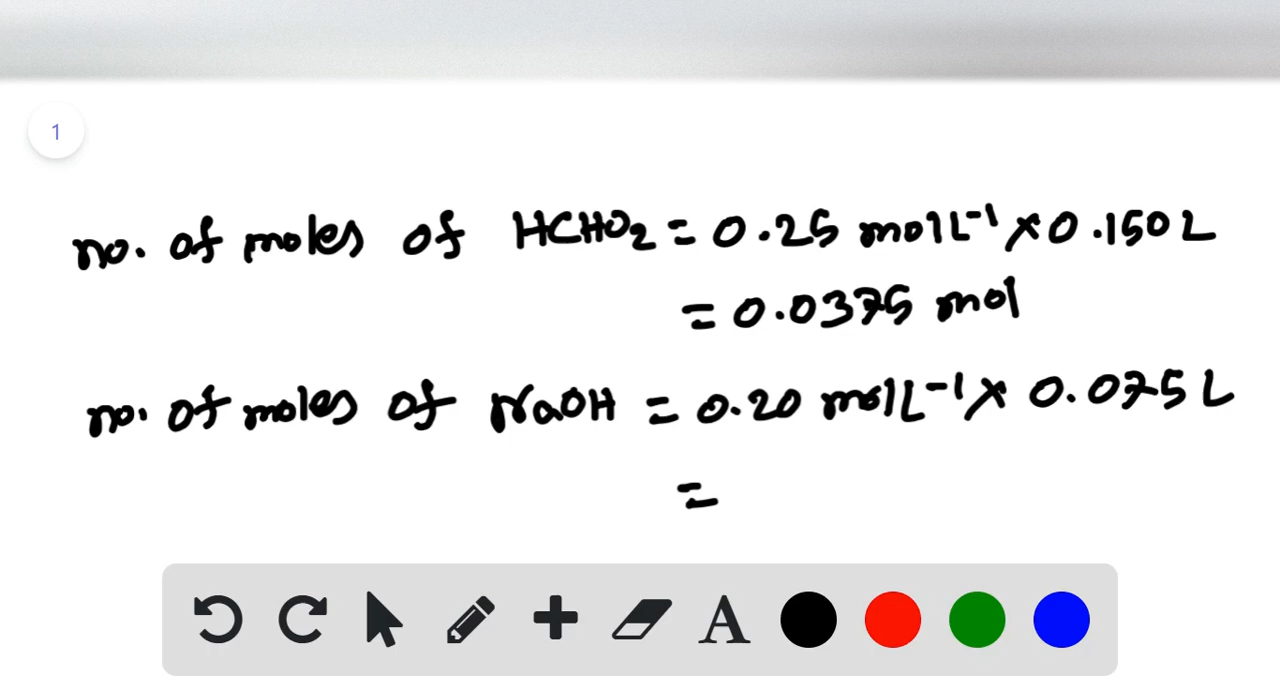 1
no. of moles of HCHO₂ = 0.25 mol L⁻¹ × 0.150 L
= 0.0375 mol
no. of moles of NaOH = 0.20 mol L⁻¹ × 0.075 L
=
A